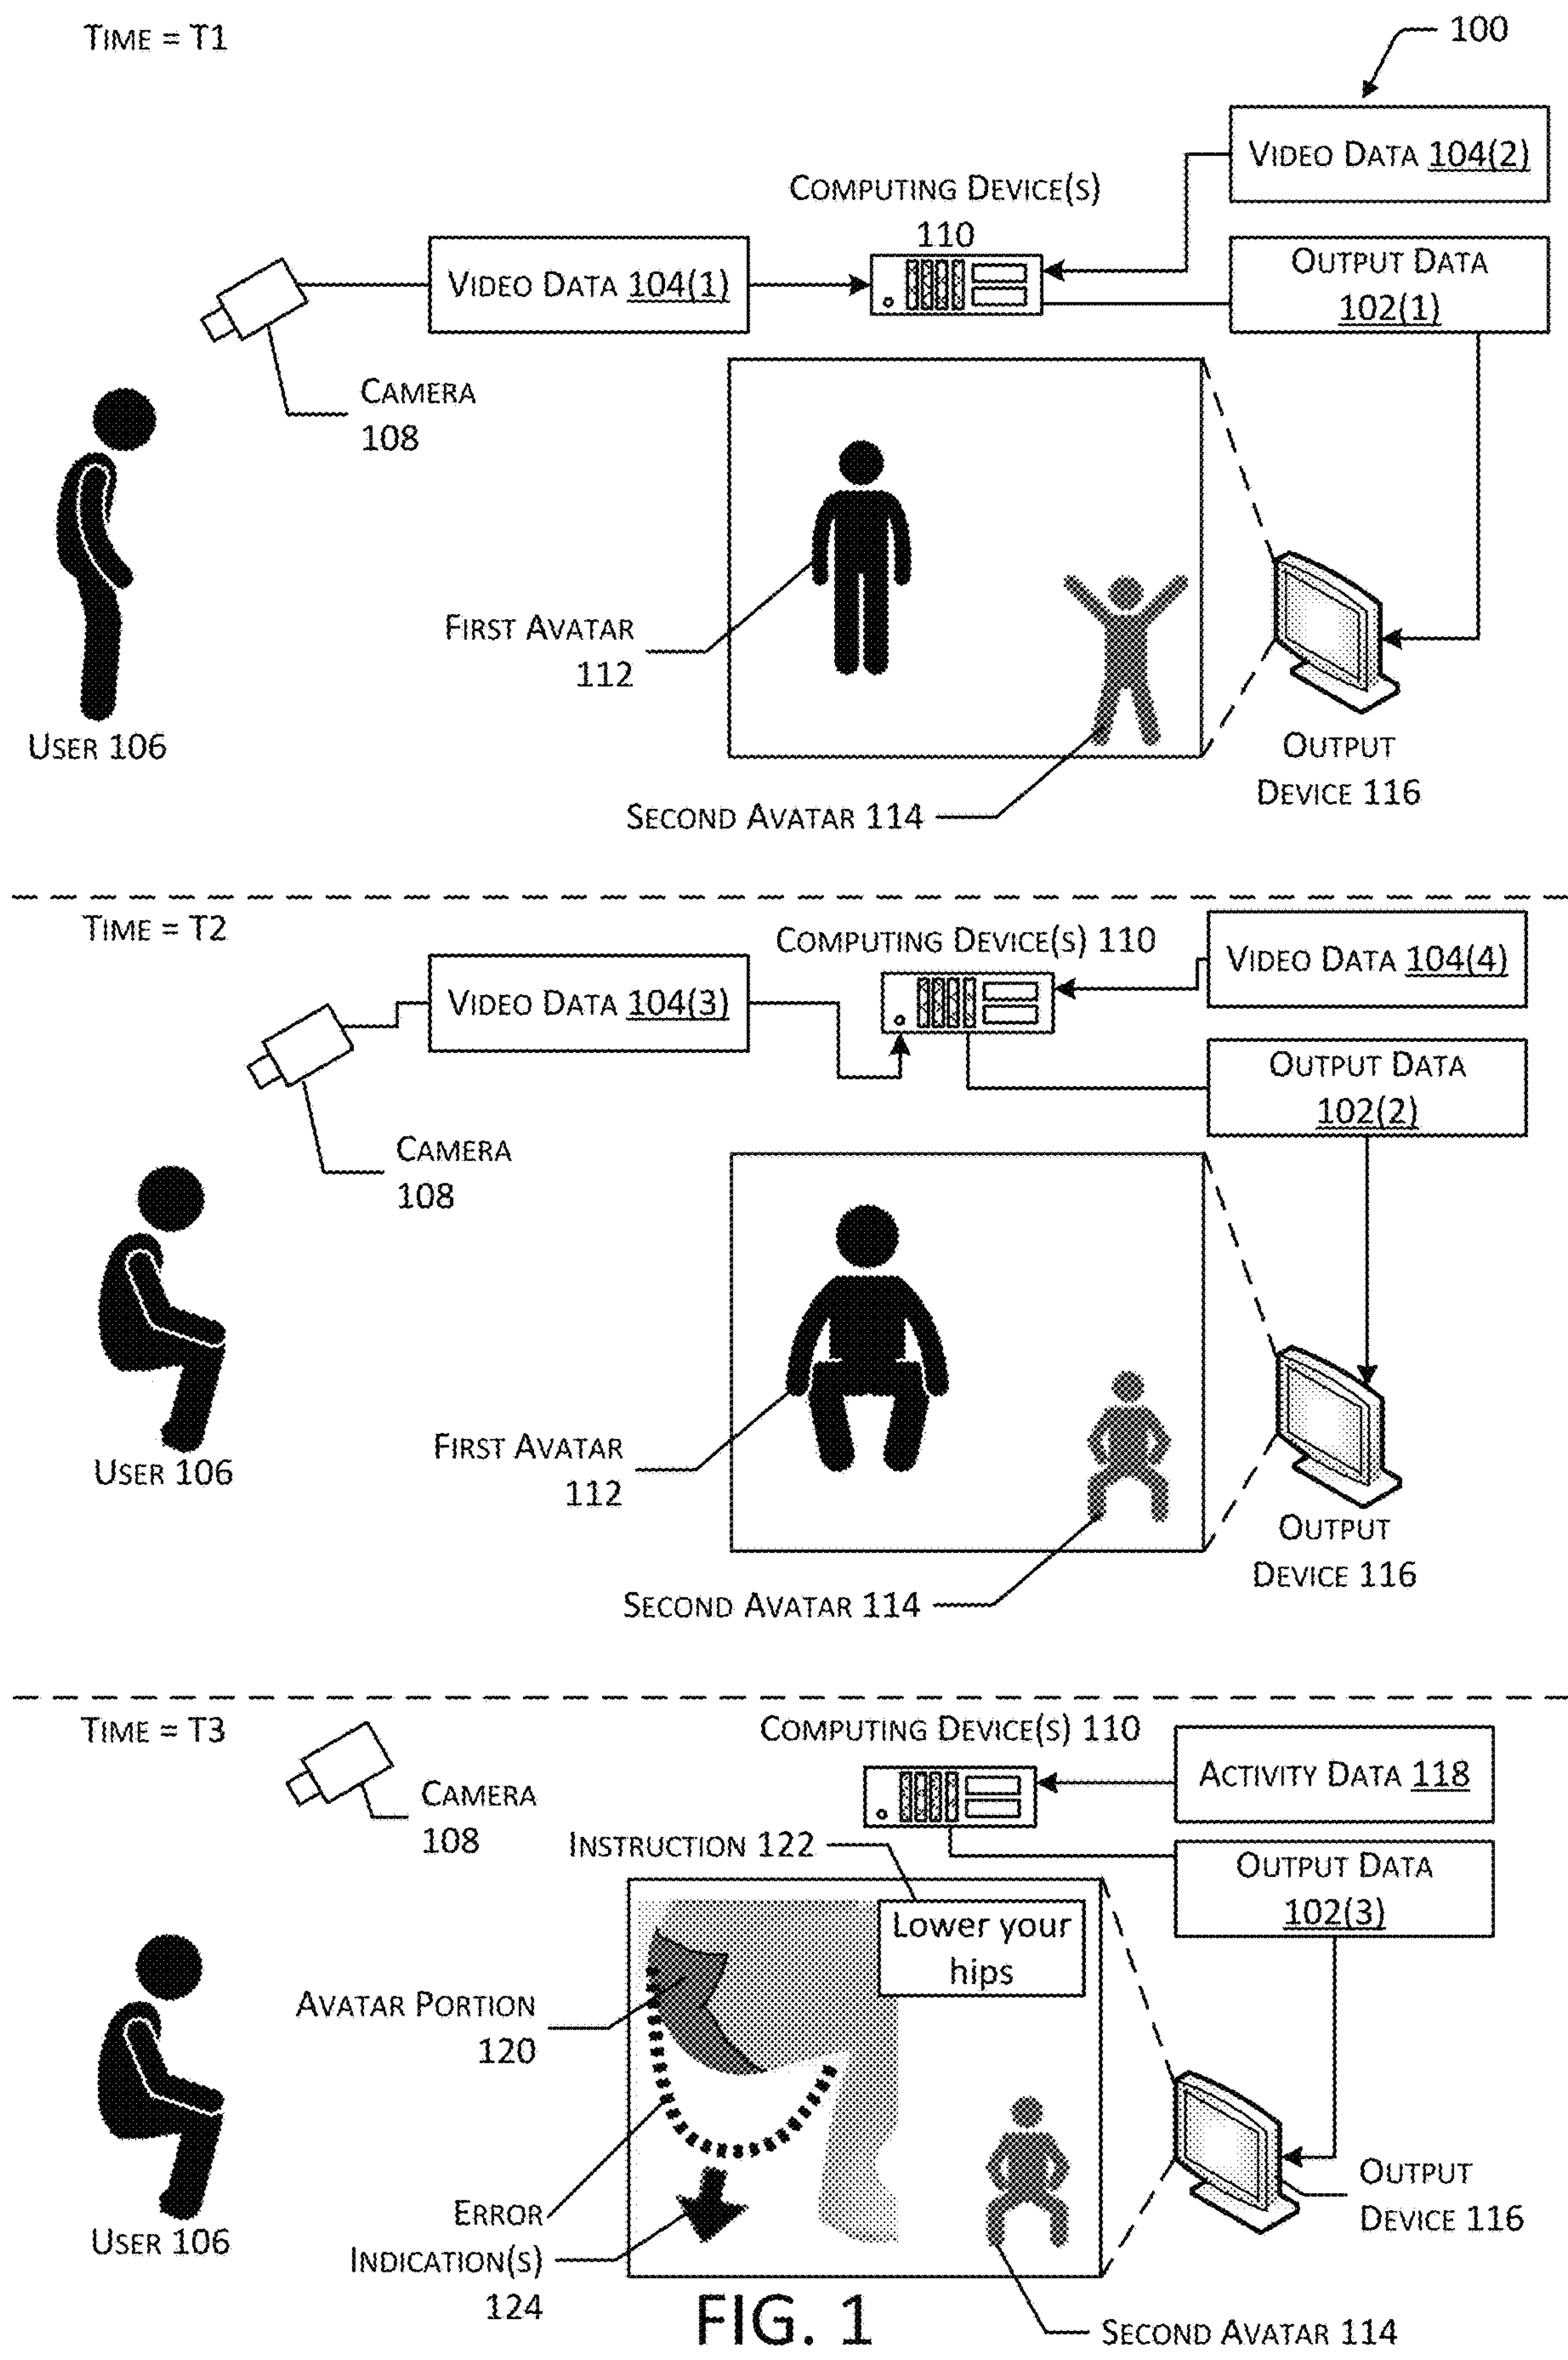 TIME = T1
100
VIDEO DATA 104(2)
COMPUTING DEVICE(S)
110
VIDEO DATA 104(1)
OUTPUT DATA
102(1)
CAMERA
108
FIRST AVATAR
112
USER 106
OUTPUT
DEVICE 116
SECOND AVATAR 114
TIME = T2
COMPUTING DEVICE(S) 110
VIDEO DATA 104(4)
VIDEO DATA 104(3)
OUTPUT DATA
102(2)
CAMERA
108
FIRST AVATAR
112
USER 106
OUTPUT
DEVICE 116
SECOND AVATAR 114
TIME = T3
COMPUTING DEVICE(S) 110
ACTIVITY DATA 118
CAMERA
108
INSTRUCTION 122
OUTPUT DATA
102(3)
Lower your
hips
AVATAR PORTION
120
ERROR
INDICATION(S)
124
USER 106
OUTPUT
DEVICE 116
SECOND AVATAR 114
FIG. 1